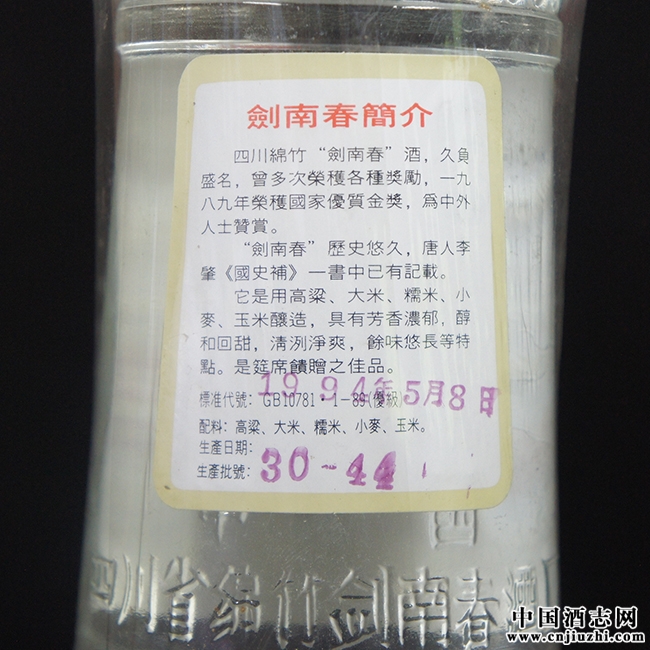 劍南春簡介
四川綿竹“劍南春”酒，久負
盛名，曾多次榮獲各種獎勵，一九
八九年榮獲國家優質金獎，爲中外
人士贊賞。
“劍南春”歷史悠久，唐人李
肇《國史補》一書中已有記載。
它是用高粱、大米、糯米、小
麥、玉米釀造，具有芳香濃郁，醇
和回甜，清洌淨爽，餘味悠長等特
點。是筵席饋贈之佳品。
1994年5月8日
標准代號：GB10781·1-89(優級)
配料：高粱、大米、糯米、小麥、玉米。
生產日期：
生產批號：30-44
中 四
四川省绵竹剑南春酒
中国酒志网
www.cnjiuzhi.com